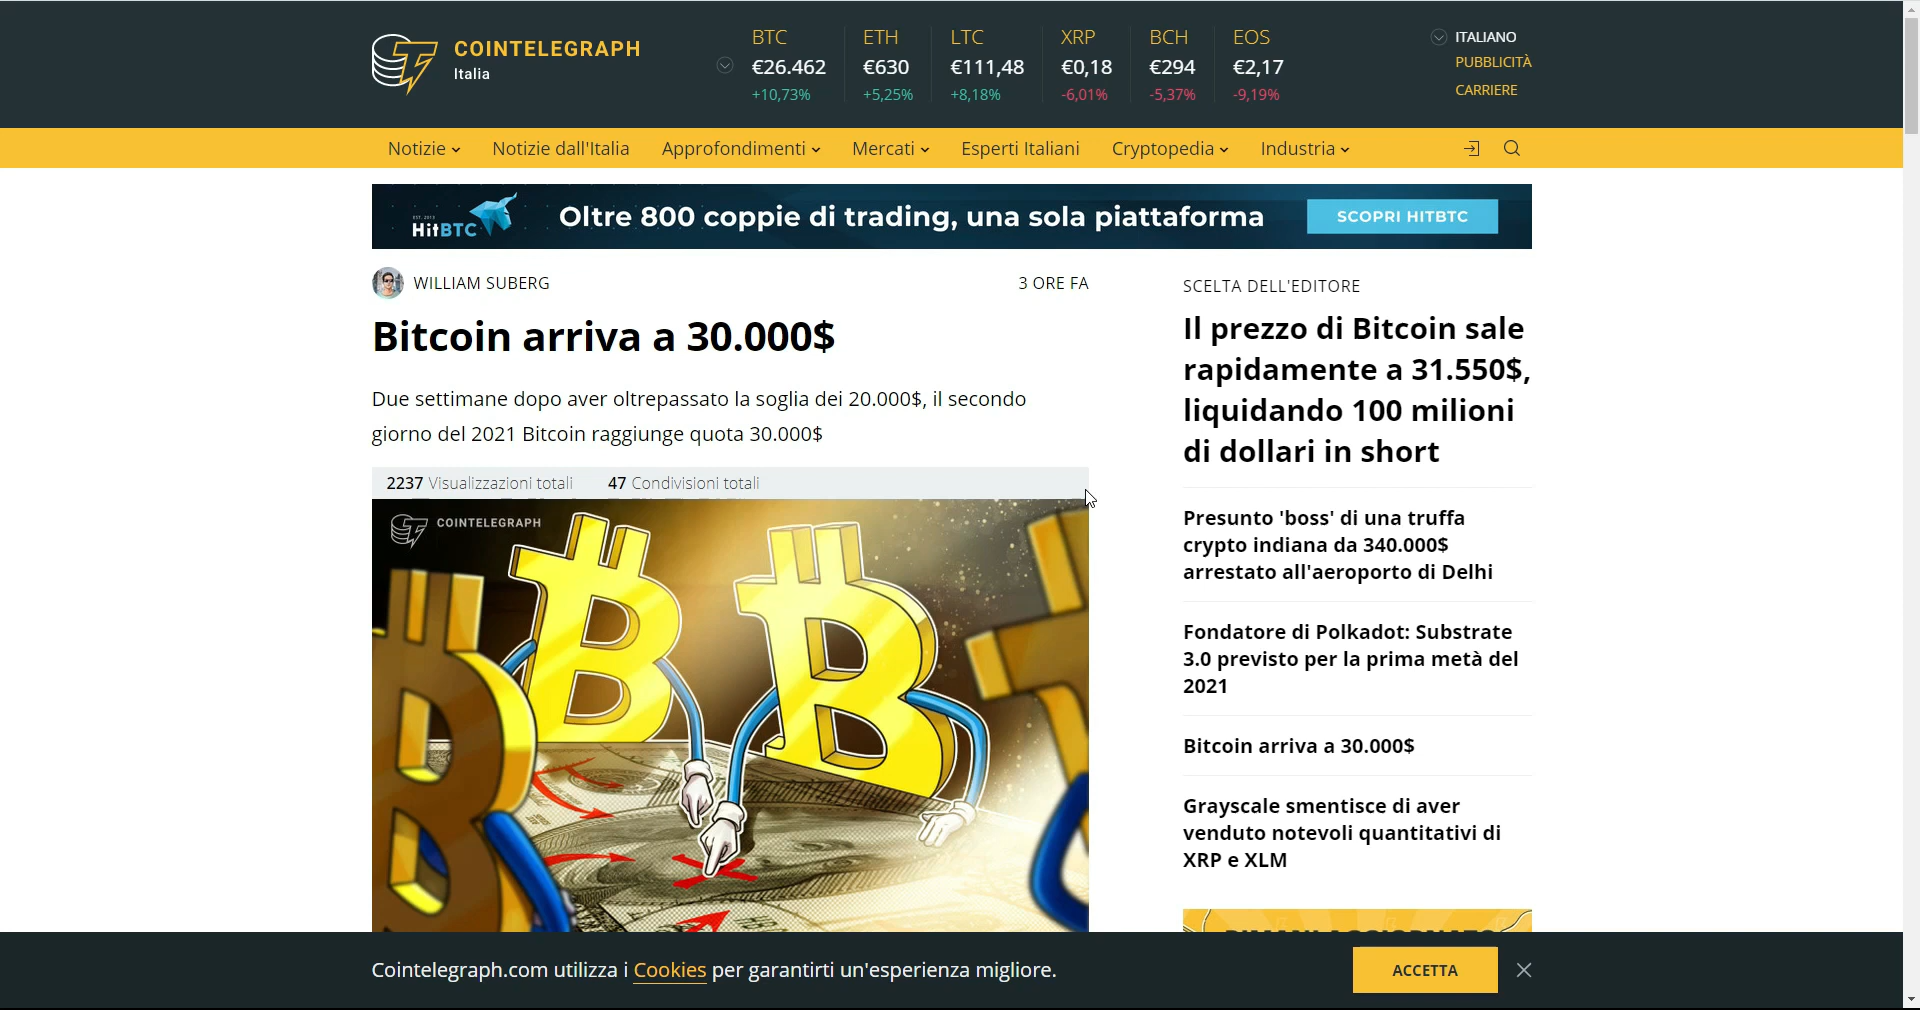 COINTELEGRAPH
Italia
BTC
€26.462
+10,73%
ETH
€630
+5,25%
LTC
€111,48
+8,18%
XRP
€0,18
-6,01%
BCH
€294
-5,37%
EOS
€2,17
-9,19%
ITALIANO
PUBBLICITÀ
CARRIERE
Notizie Notizie dall'Italia Approfondimenti Mercati Esperti Italiani Cryptopedia Industria
EST. 2013
HitBTC
Oltre 800 coppie di trading, una sola piattaforma
SCOPRI HITBTC
WILLIAM SUBERG 3 ORE FA
Bitcoin arriva a 30.000$
Due settimane dopo aver oltrepassato la soglia dei 20.000$, il secondo
giorno del 2021 Bitcoin raggiunge quota 30.000$
2237 Visualizzazioni totali 47 Condivisioni totali
COINTELEGRAPH
SCELTA DELL'EDITORE
Il prezzo di Bitcoin sale
rapidamente a 31.550$,
liquidando 100 milioni
di dollari in short
Presunto 'boss' di una truffa
crypto indiana da 340.000$
arrestato all'aeroporto di Delhi
Fondatore di Polkadot: Substrate
3.0 previsto per la prima metà del
2021
Bitcoin arriva a 30.000$
Grayscale smentisce di aver
venduto notevoli quantitativi di
XRP e XLM
Cointelegraph.com utilizza i Cookies per garantirti un'esperienza migliore.
ACCETTA